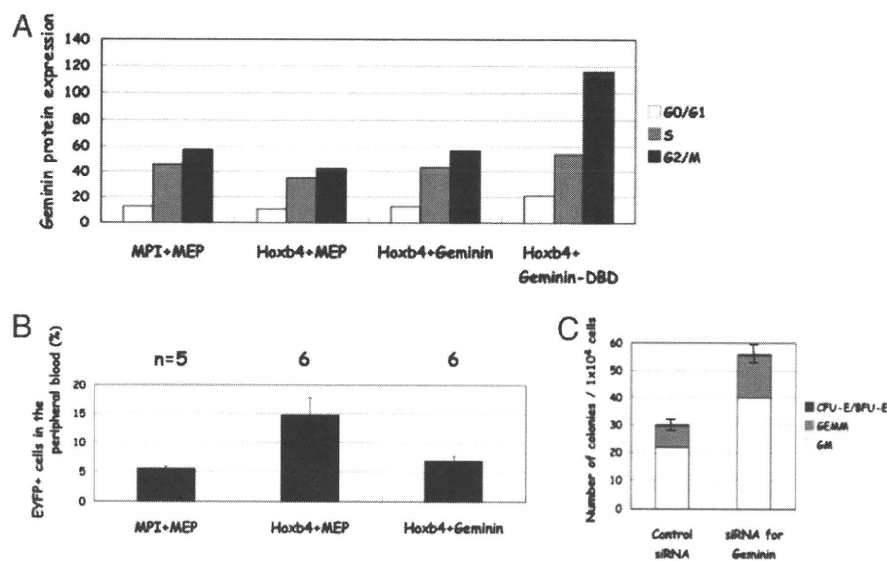 A
Geminin protein expression
140
120
100
80
60
40
20
0
G0/G1
S
G2/M
MPI+MEP
Hoxb4+MEP
Hoxb4+Geminin
Hoxb4+
Geminin-DBD
B
n=5
6
6
EYFP+ cells in the
peripheral blood (%)
20
15
10
5
0
MPI+MEP
Hoxb4+MEP
Hoxb4+Geminin
C
Number of colonies / 1x10⁴ cells
60
50
40
30
20
10
0
CFU-E/BFU-E
GEMM
GM
Control
siRNA
siRNA for
Geminin